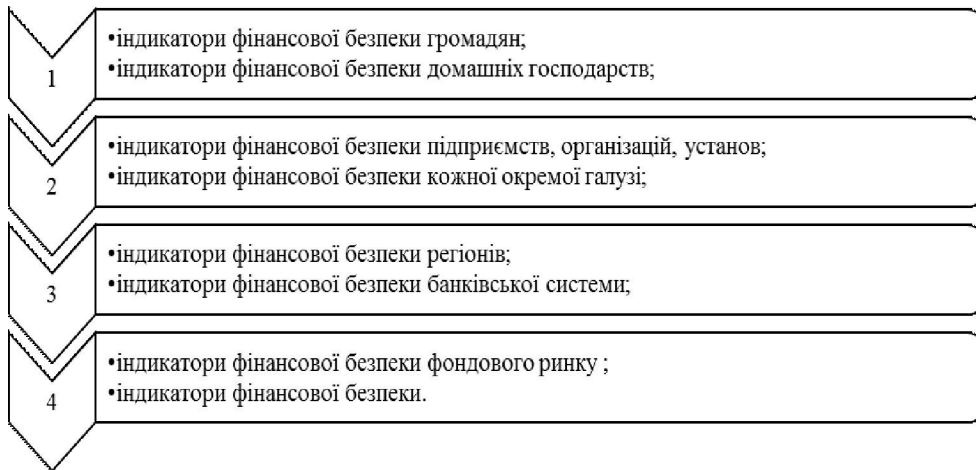 •індикатори фінансової безпеки громадян;
1
•індикатори фінансової безпеки домашніх господарств;
•індикатори фінансової безпеки підприємств, організацій, установ;
2
•індикатори фінансової безпеки кожної окремої галузі;
•індикатори фінансової безпеки регіонів;
3
•індикатори фінансової безпеки банківської системи;
•індикатори фінансової безпеки фондового ринку ;
4
•індикатори фінансової безпеки.